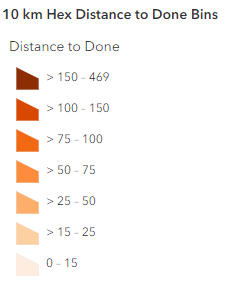 10 km Hex Distance to Done Bins
Distance to Done
> 150 - 469
> 100 - 150
> 75 - 100
> 50 - 75
> 25 - 50
> 15 - 25
0 - 15